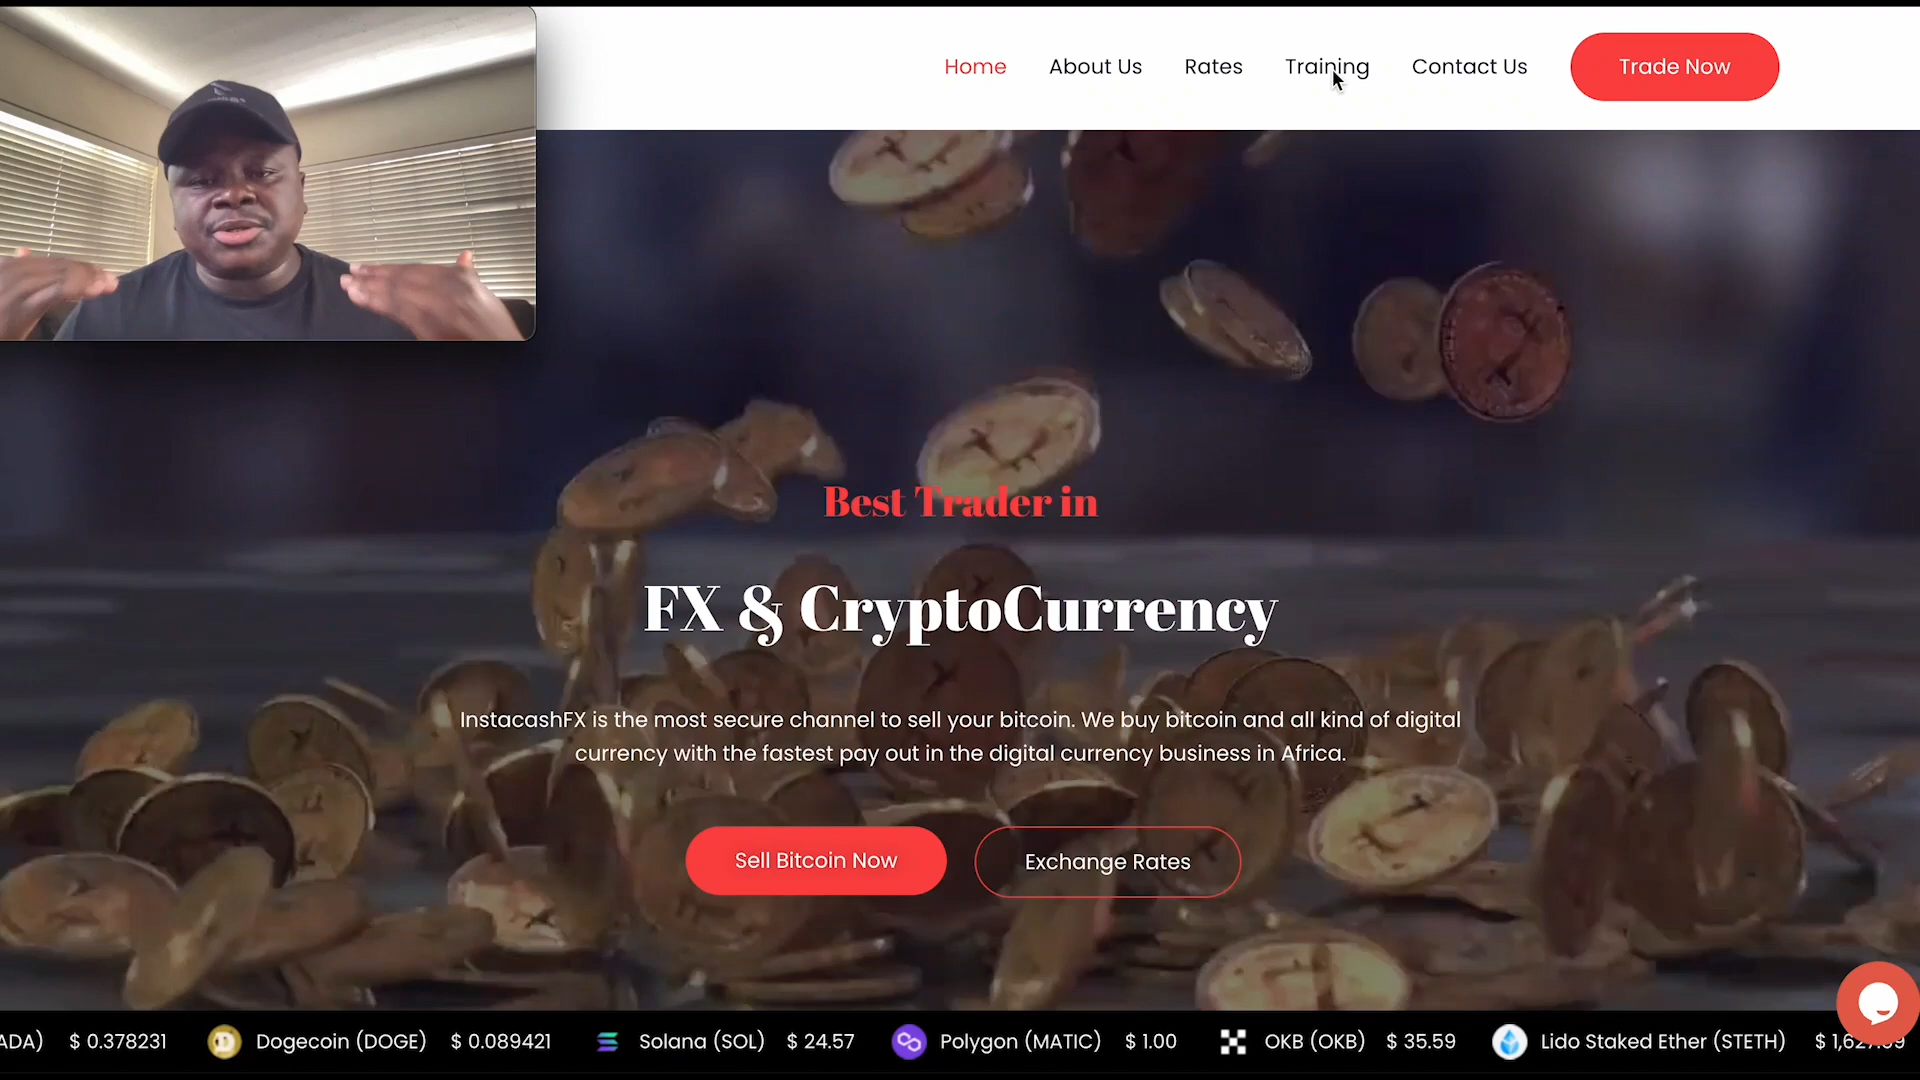 Home About Us Rates Training Contact Us Trade Now
Best Trader in
FX & CryptoCurrency
InstacashFX is the most secure channel to sell your bitcoin. We buy bitcoin and all kind of digital
currency with the fastest pay out in the digital currency business in Africa.
Sell Bitcoin Now Exchange Rates
ADA) $ 0.378231 Dogecoin (DOGE) $ 0.089421 Solana (SOL) $ 24.57 Polygon (MATIC) $ 1.00 OKB (OKB) $ 35.59 Lido Staked Ether (STETH)